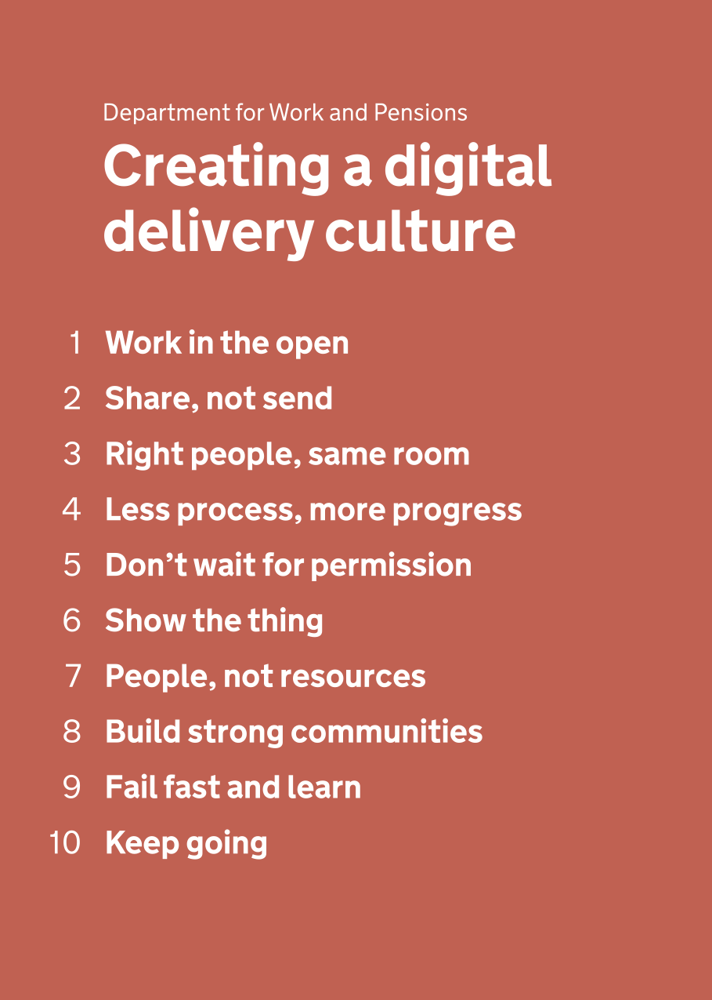 Department for Work and Pensions
Creating a digital
delivery culture
1 Work in the open
2 Share, not send
3 Right people, same room
4 Less process, more progress
5 Don’t wait for permission
6 Show the thing
7 People, not resources
8 Build strong communities
9 Fail fast and learn
10 Keep going